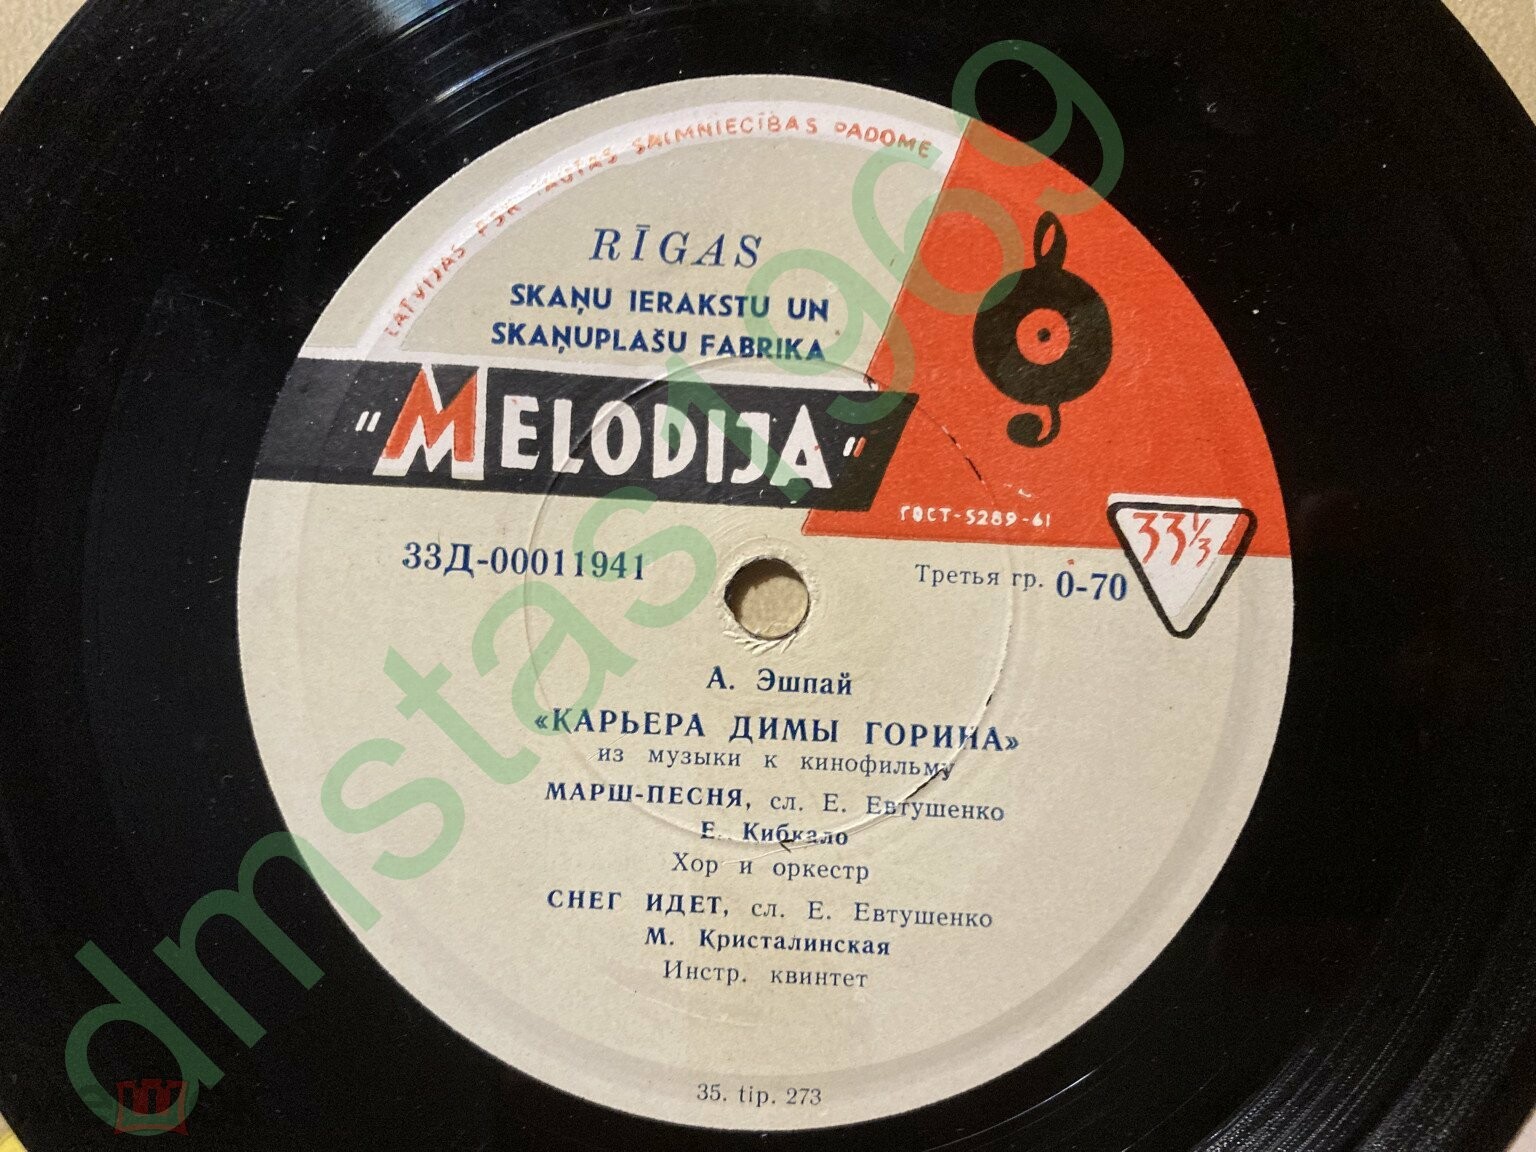 LATVIJAS PSR TAUTAS SAIMNIECĪBAS PADOME
RĪGAS
SKAŅU IERAKSTU UN
SKAŅUPLAŠU FABRIKA
"MELODIJA"
ГОСТ-5289-61
33⅓
33Д-00011941
Третья гр. 0-70
А. Эшпай
«КАРЬЕРА ДИМЫ ГОРИНА»
из музыки к кинофильму
МАРШ-ПЕСНЯ, сл. Е. Евтушенко
Е. Кибкало
Хор и оркестр
СНЕГ ИДЕТ, сл. Е. Евтушенко
М. Кристалинская
Инстр. квинтет
35. tip. 273
dmstas1969